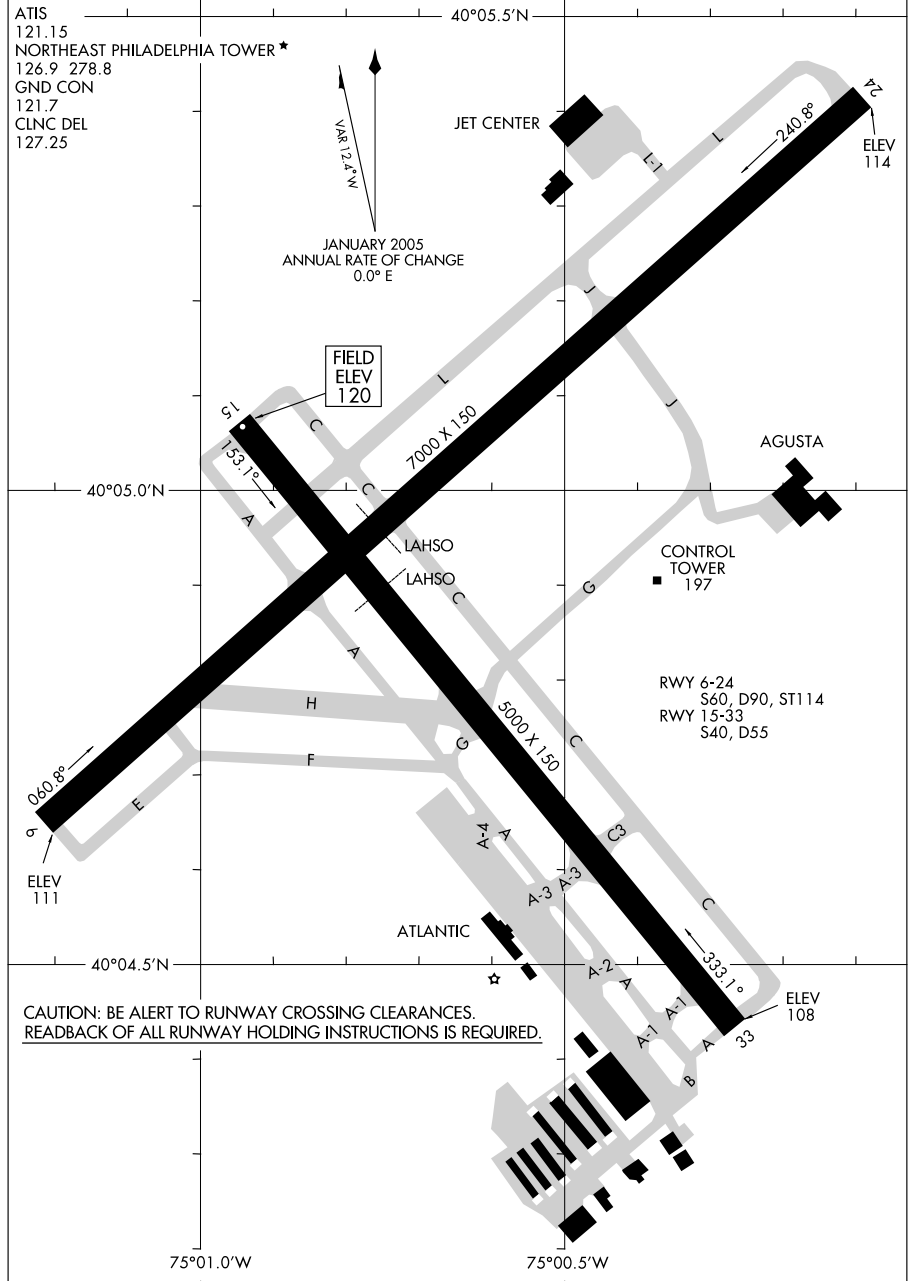 ATIS
121.15
NORTHEAST PHILADELPHIA TOWER
126.9 278.8
GND CON
121.7
CLNC DEL
127.25
40°05.5'N
VAR 12.4°W
JANUARY 2005
ANNUAL RATE OF CHANGE
0.0° E
JET CENTER
L-1
L
240.8°
24
ELEV
114
J
L
J
FIELD
ELEV
120
15
C
153.1°
7000 X 150
AGUSTA
40°05.0'N
C
A
LAHSO
LAHSO
CONTROL
TOWER
197
C
G
A
RWY 6-24
S60, D90, ST114
RWY 15-33
S40, D55
H
5000 X 150
C
G
F
060.8°
E
6
ELEV
111
A-4
A
C3
A-3
A-3
C
ATLANTIC
40°04.5'N
A-2
A
333.1°
ELEV
108
CAUTION: BE ALERT TO RUNWAY CROSSING CLEARANCES.
READBACK OF ALL RUNWAY HOLDING INSTRUCTIONS IS REQUIRED.
A-1
A-1
A
33
B
75°01.0'W
75°00.5'W